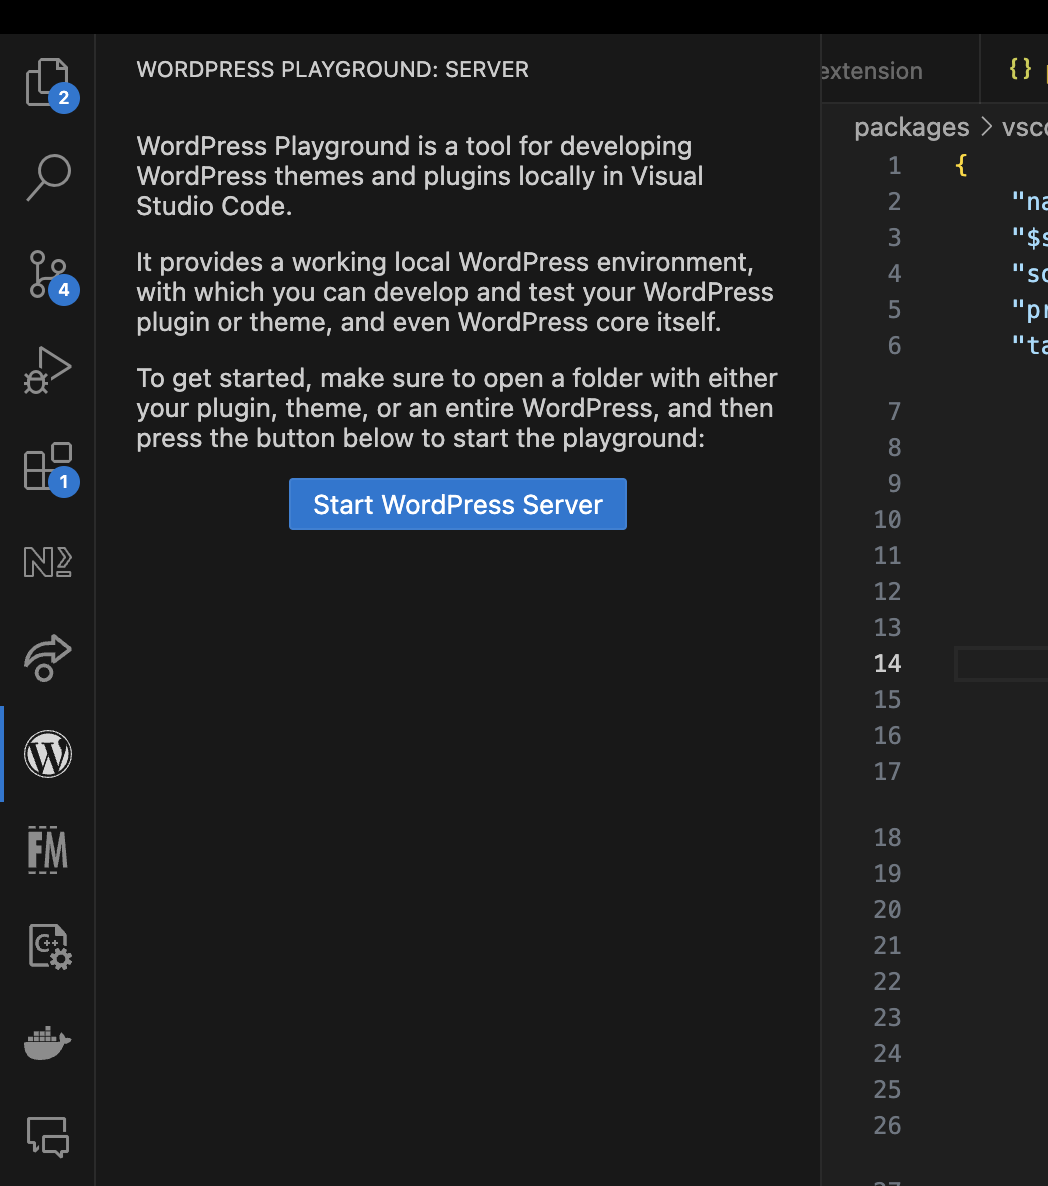 WORDPRESS PLAYGROUND: SERVER
WordPress Playground is a tool for developing
WordPress themes and plugins locally in Visual
Studio Code.
It provides a working local WordPress environment,
with which you can develop and test your WordPress
plugin or theme, and even WordPress core itself.
To get started, make sure to open a folder with either
your plugin, theme, or an entire WordPress, and then
press the button below to start the playground:
Start WordPress Server
2
4
1
N
FM
C++
extension
{}
packages > vsc
1 {
2 "na
3 "$s
4 "so
5 "pr
6 "ta
7
8
9
10
11
12
13
14
15
16
17
18
19
20
21
22
23
24
25
26